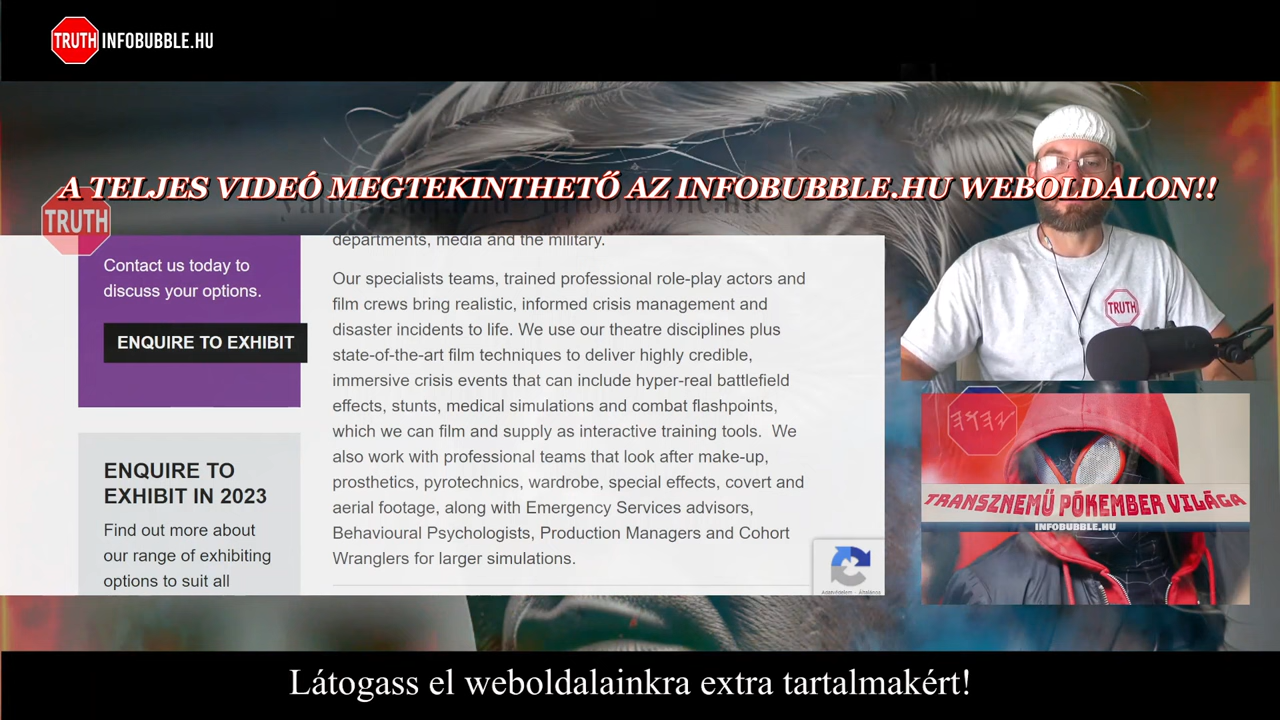 TRUTH INFOBUBBLE.HU
A TELJES VIDEÓ MEGTEKINTHETŐ AZ INFOBUBBLE.HU WEBOLDALON!!
TRUTH
Contact us today to
discuss your options.
ENQUIRE TO EXHIBIT
ENQUIRE TO
EXHIBIT IN 2023
Find out more about
our range of exhibiting
options to suit all
departments, media and the military.
Our specialists teams, trained professional role-play actors and
film crews bring realistic, informed crisis management and
disaster incidents to life. We use our theatre disciplines plus
state-of-the-art film techniques to deliver highly credible,
immersive crisis events that can include hyper-real battlefield
effects, stunts, medical simulations and combat flashpoints,
which we can film and supply as interactive training tools. We
also work with professional teams that look after make-up,
prosthetics, pyrotechnics, wardrobe, special effects, covert and
aerial footage, along with Emergency Services advisors,
Behavioural Psychologists, Production Managers and Cohort
Wranglers for larger simulations.
TRUTH
TRANSZNEMŰ PÓKEMBER VILÁGA
INFOBUBBLE.HU
Látogass el weboldalainkra extra tartalmakért!